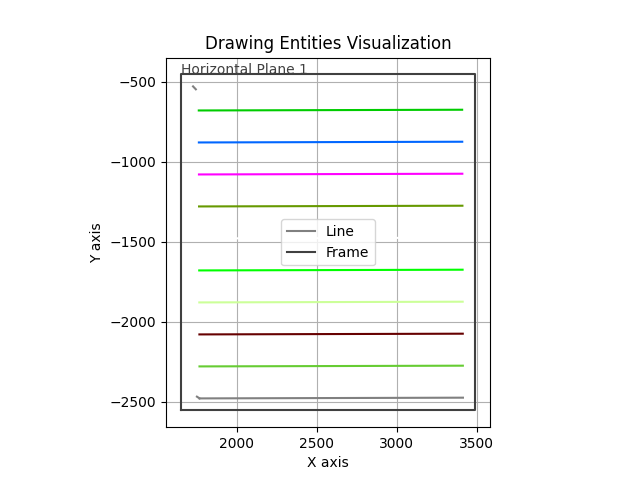 Drawing Entities Visualization
Horizontal Plane 1
−500
−1000
−1500
−2000
−2500
Y axis
Line
Frame
2000
2500
3000
3500
X axis